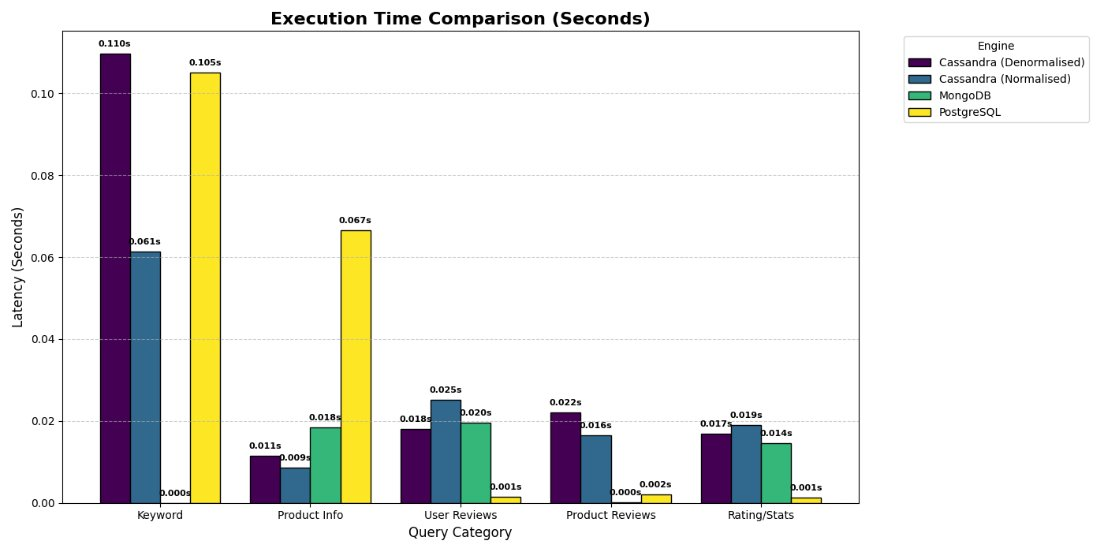 Execution Time Comparison (Seconds)
Latency (Seconds)
0.10
0.08
0.06
0.04
0.02
0.00
0.110s
0.061s
0.000s
0.105s
0.011s
0.009s
0.018s
0.067s
0.018s
0.025s
0.020s
0.001s
0.022s
0.016s
0.000s
0.002s
0.017s
0.019s
0.014s
0.001s
Keyword
Product Info
User Reviews
Product Reviews
Rating/Stats
Query Category
Engine
Cassandra (Denormalised)
Cassandra (Normalised)
MongoDB
PostgreSQL